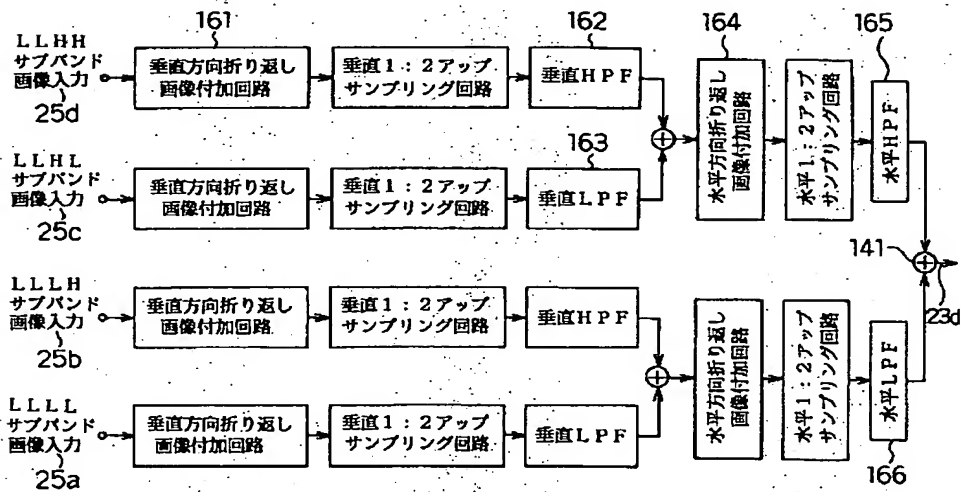 161
162
164
165
LLHH
サブバンド
画像入力
25d
垂直方向折り返し
画像付加回路
垂直1:2アップ
サンプリング回路
垂直HPF
163
LLHL
サブバンド
画像入力
25c
垂直方向折り返し
画像付加回路
垂直1:2アップ
サンプリング回路
垂直LPF
水平方向折り返し
画像付加回路
水平1:2アップ
サンプリング回路
水平HPF
141
23d
LLLH
サブバンド
画像入力
25b
垂直方向折り返し
画像付加回路
垂直1:2アップ
サンプリング回路
垂直HPF
LLLL
サブバンド
画像入力
25a
垂直方向折り返し
画像付加回路
垂直1:2アップ
サンプリング回路
垂直LPF
水平方向折り返し
画像付加回路
水平1:2アップ
サンプリング回路
水平LPF
166